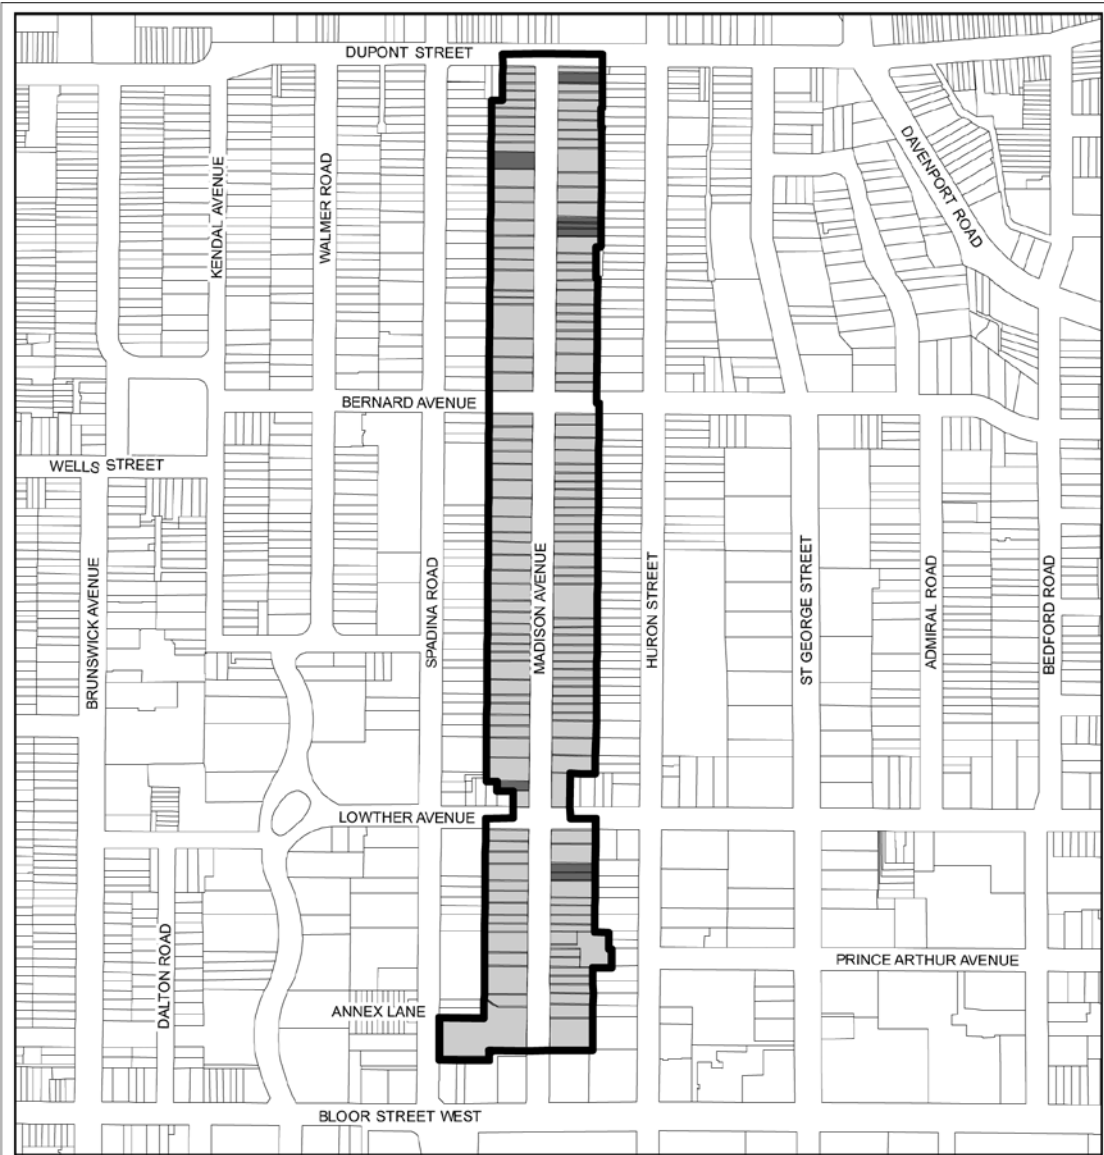 DUPONT STREET
DAVENPORT ROAD
KENDAL AVENUE
WALMER ROAD
BERNARD AVENUE
WELLS STREET
BRUNSWICK AVENUE
SPADINA ROAD
MADISON AVENUE
HURON STREET
ST GEORGE STREET
ADMIRAL ROAD
BEDFORD ROAD
LOWTHER AVENUE
DALTON ROAD
PRINCE ARTHUR AVENUE
ANNEX LANE
BLOOR STREET WEST